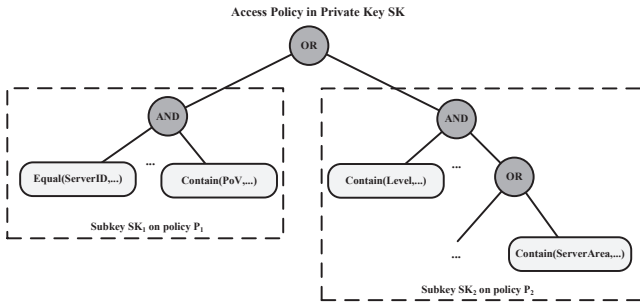 Access Policy in Private Key SK
OR
AND
AND
Equal(ServerID,...)
...
Contain(PoV,...)
Contain(Level,...)
...
OR
Subkey SK1 on policy P1
...
Contain(ServerArea,...)
Subkey SK2 on policy P2